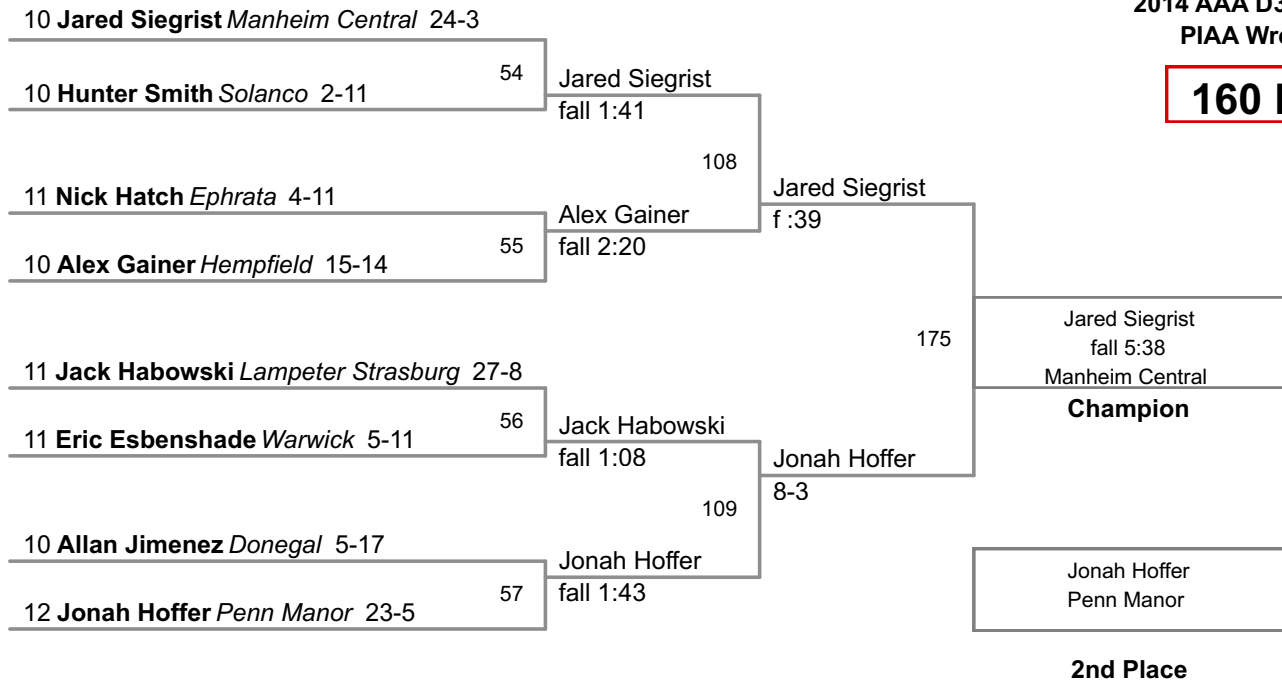 2014 AAA D3
PIAA Wre
160
10 Jared Siegrist Manheim Central 24-3
10 Hunter Smith Solanco 2-11
54
Jared Siegrist
fall 1:41
11 Nick Hatch Ephrata 4-11
10 Alex Gainer Hempfield 15-14
55
Alex Gainer
fall 2:20
108
Jared Siegrist
f :39
11 Jack Habowski Lampeter Strasburg 27-8
11 Eric Esbenshade Warwick 5-11
56
Jack Habowski
fall 1:08
10 Allan Jimenez Donegal 5-17
12 Jonah Hoffer Penn Manor 23-5
57
Jonah Hoffer
fall 1:43
109
Jonah Hoffer
8-3
175
Jared Siegrist
fall 5:38
Manheim Central
Champion
Jonah Hoffer
Penn Manor
2nd Place